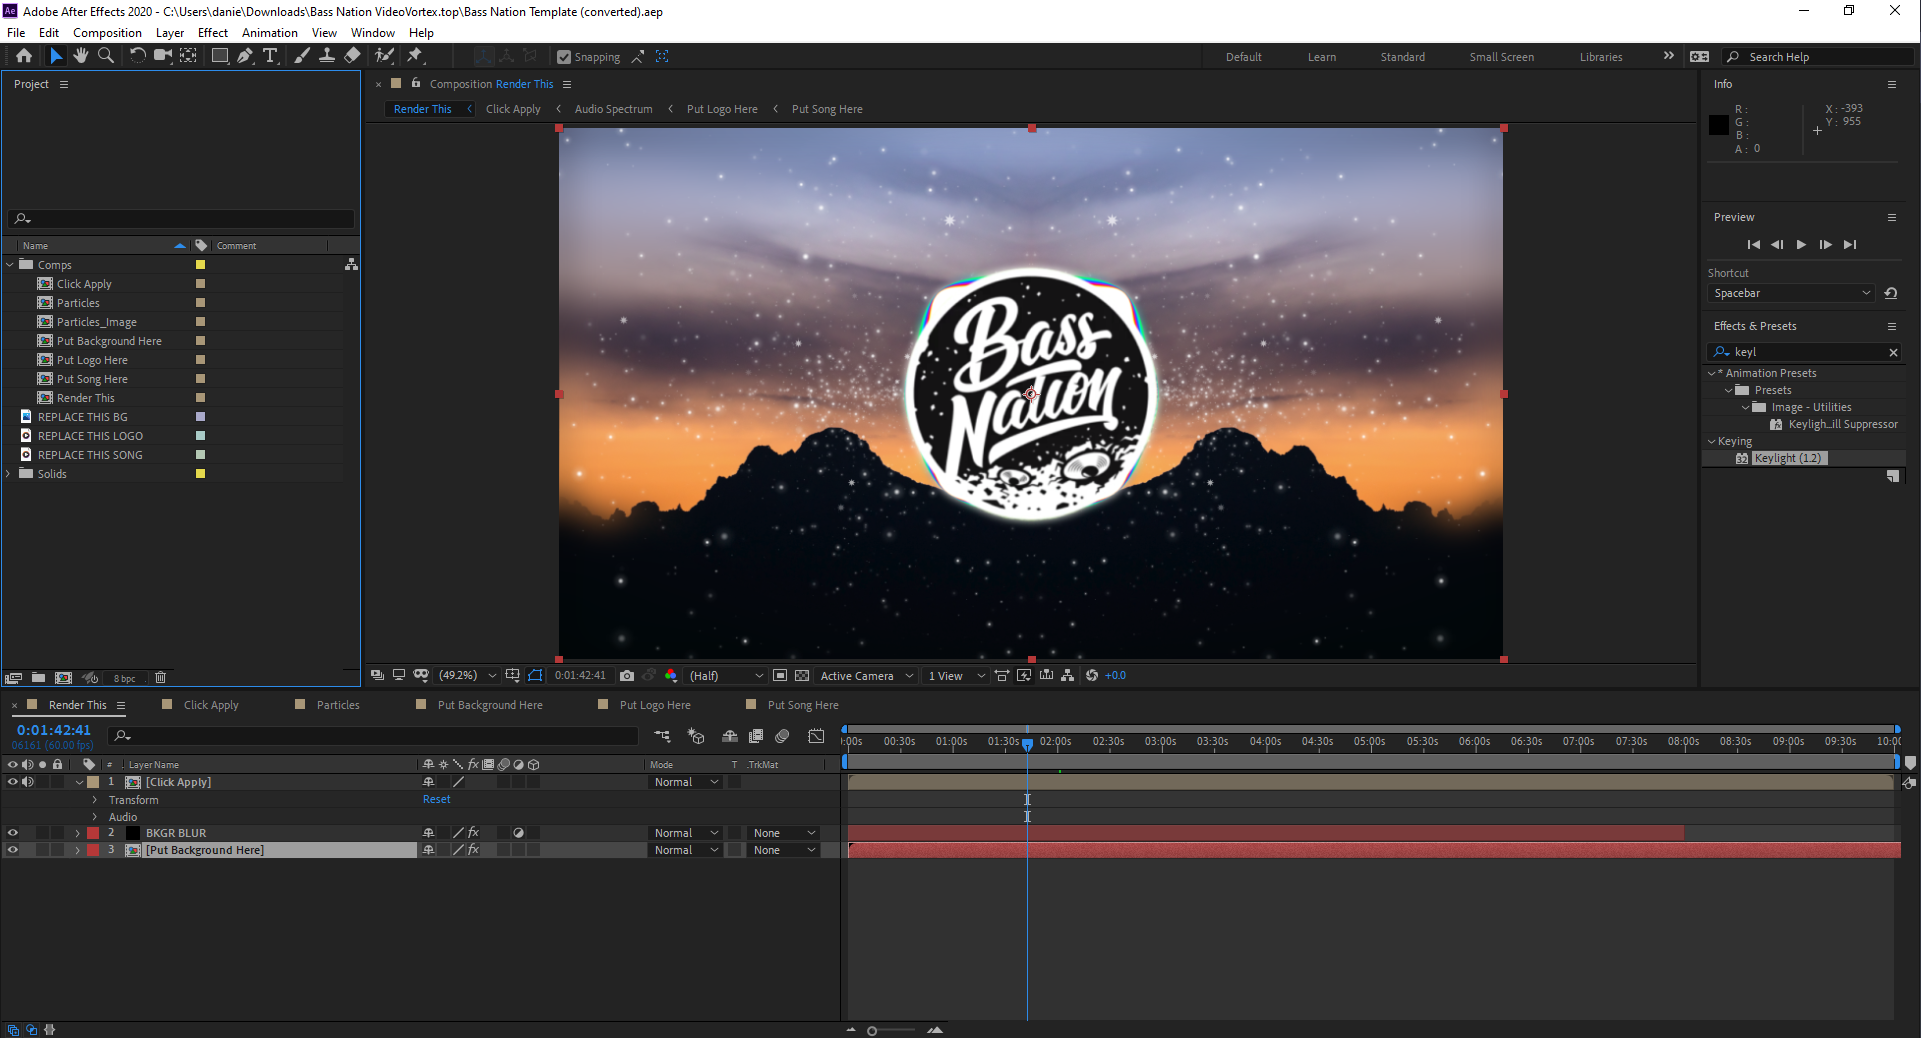 Adobe After Effects 2020 - C:\Users\danie\Downloads\Bass Nation VideoVortex.top\Bass Nation Template (converted).aep
File Edit Composition Layer Effect Animation View Window Help
Snapping
Default Learn Standard Small Screen Libraries
Search Help
Project
Name Comment
Comps
Click Apply
Particles
Particles_Image
Put Background Here
Put Logo Here
Put Song Here
Render This
REPLACE THIS BG
REPLACE THIS LOGO
REPLACE THIS SONG
Solids
8 bpc
Composition Render This
Render This Click Apply Audio Spectrum Put Logo Here Put Song Here
Bass
Nation
(49.2%) 0:01:42:41 (Half) Active Camera 1 View +0.0
Info
R :
G :
B :
A : 0
X : -393
Y : 955
Preview
Shortcut
Spacebar
Effects & Presets
keyl
* Animation Presets
Presets
Image - Utilities
Keyligh...ill Suppressor
Keying
32 Keylight (1.2)
Render This Click Apply Particles Put Background Here Put Logo Here Put Song Here
0:01:42:41
06161 (60.00 fps)
:00s 00:30s 01:00s 01:30s 02:00s 02:30s 03:00s 03:30s 04:00s 04:30s 05:00s 05:30s 06:00s 06:30s 07:00s 07:30s 08:00s 08:30s 09:00s 09:30s 10:00
# Layer Name fx Mode T .TrkMat
1 [Click Apply] Normal
Transform Reset
Audio
2 BKGR BLUR fx Normal None
3 [Put Background Here] fx Normal None